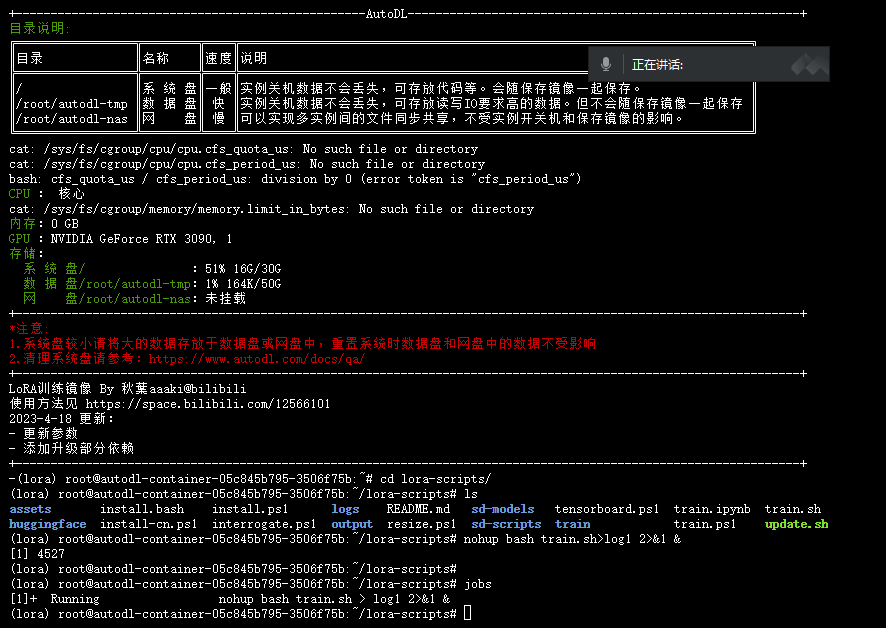 +--------------------------------------------------AutoDL--------------------------------------------------------+
目录说明:
目录 名称 速度 说明
/ 系 统 盘 一般 实例关机数据不会丢失，可存放代码等。会随保存镜像一起保存。
/root/autodl-tmp 数 据 盘 快 实例关机数据不会丢失，可存放读写IO要求高的数据。但不会随保存镜像一起保存
/root/autodl-nas 网 盘 慢 可以实现多实例间的文件同步共享，不受实例开关机和保存镜像的影响。
正在讲话:
cat: /sys/fs/cgroup/cpu/cpu.cfs_quota_us: No such file or directory
cat: /sys/fs/cgroup/cpu/cpu.cfs_period_us: No such file or directory
bash: cfs_quota_us / cfs_period_us: division by 0 (error token is "cfs_period_us")
CPU ： 核心
cat: /sys/fs/cgroup/memory/memory.limit_in_bytes: No such file or directory
内存：0 GB
GPU ：NVIDIA GeForce RTX 3090, 1
存储：
系 统 盘/ ：51% 16G/30G
数 据 盘/root/autodl-tmp：1% 164K/50G
网 盘/root/autodl-nas：未挂载
+----------------------------------------------------------------------------------------------------------------+
*注意:
1.系统盘较小请将大的数据存放于数据盘或网盘中，重置系统时数据盘和网盘中的数据不受影响
2.清理系统盘请参考：https://www.autodl.com/docs/qa/
+----------------------------------------------------------------------------------------------------------------+
LoRA训练镜像 By 秋葉aaaki@bilibili
使用方法见 https://space.bilibili.com/12566101
2023-4-18 更新：
- 更新参数
- 添加升级部分依赖
+----------------------------------------------------------------------------------------------------------------+
-(lora) root@autodl-container-05c845b795-3506f75b:~# cd lora-scripts/
(lora) root@autodl-container-05c845b795-3506f75b:~/lora-scripts# ls
assets install.bash install.ps1 logs README.md sd-models tensorboard.ps1 train.ipynb train.sh
huggingface install-cn.ps1 interrogate.ps1 output resize.ps1 sd-scripts train train.ps1 update.sh
(lora) root@autodl-container-05c845b795-3506f75b:~/lora-scripts# nohup bash train.sh>log1 2>&1 &
[1] 4527
(lora) root@autodl-container-05c845b795-3506f75b:~/lora-scripts#
(lora) root@autodl-container-05c845b795-3506f75b:~/lora-scripts# jobs
[1]+ Running nohup bash train.sh > log1 2>&1 &
(lora) root@autodl-container-05c845b795-3506f75b:~/lora-scripts#